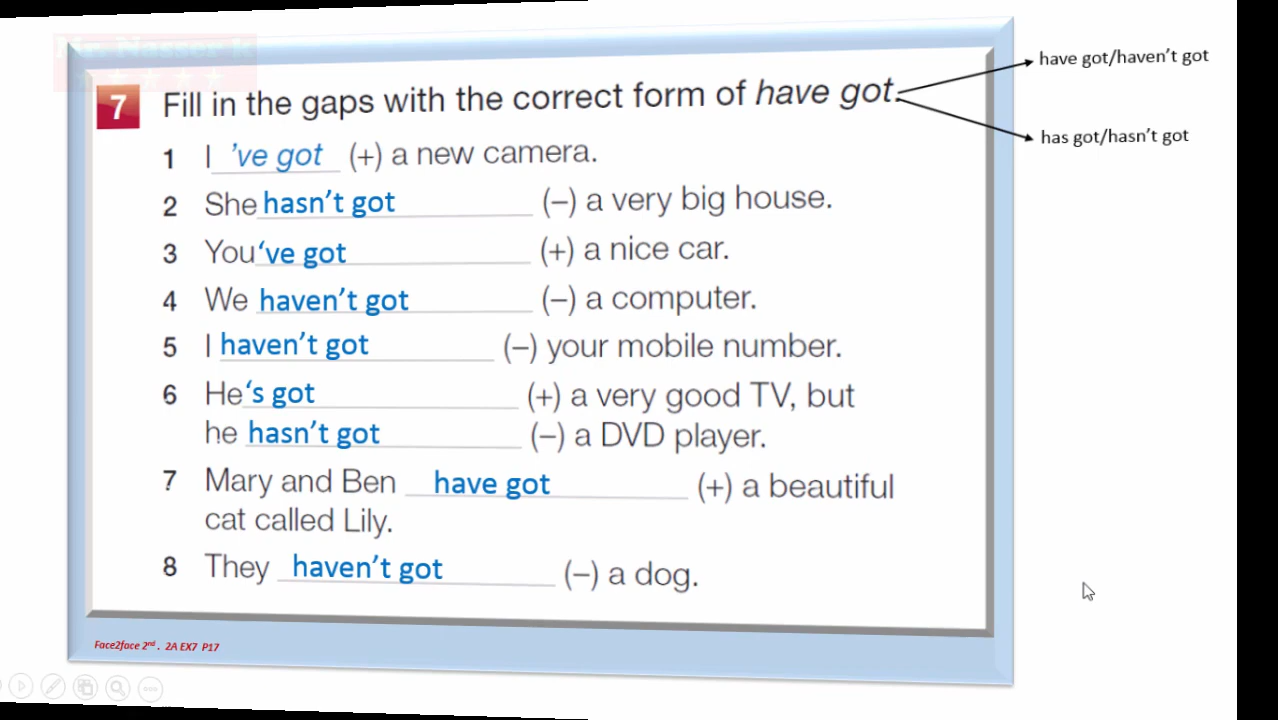 Mr. Nasser k
have got/haven't got
7 Fill in the gaps with the correct form of have got.
has got/hasn't got
1 I 've got (+) a new camera.
2 She hasn't got (–) a very big house.
3 You 've got (+) a nice car.
4 We haven't got (–) a computer.
5 I haven't got (–) your mobile number.
6 He 's got (+) a very good TV, but
he hasn't got (–) a DVD player.
7 Mary and Ben have got (+) a beautiful
cat called Lily.
8 They haven't got (–) a dog.
Face2face 2nd . 2A EX7 P17